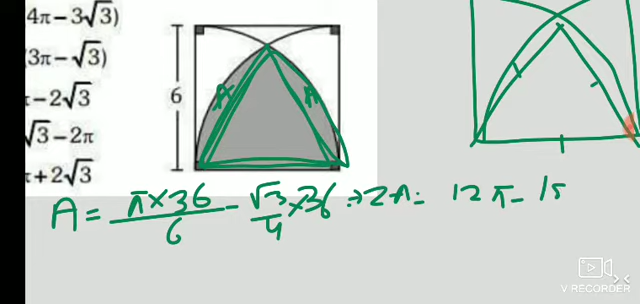 4π − 3√3)
(3π − √3)
− 2√3
√3 − 2π
+ 2√3
6
A A
A = π×36/6 − √3/4 ×36 → 2A = 12π − 1
V RECORDER